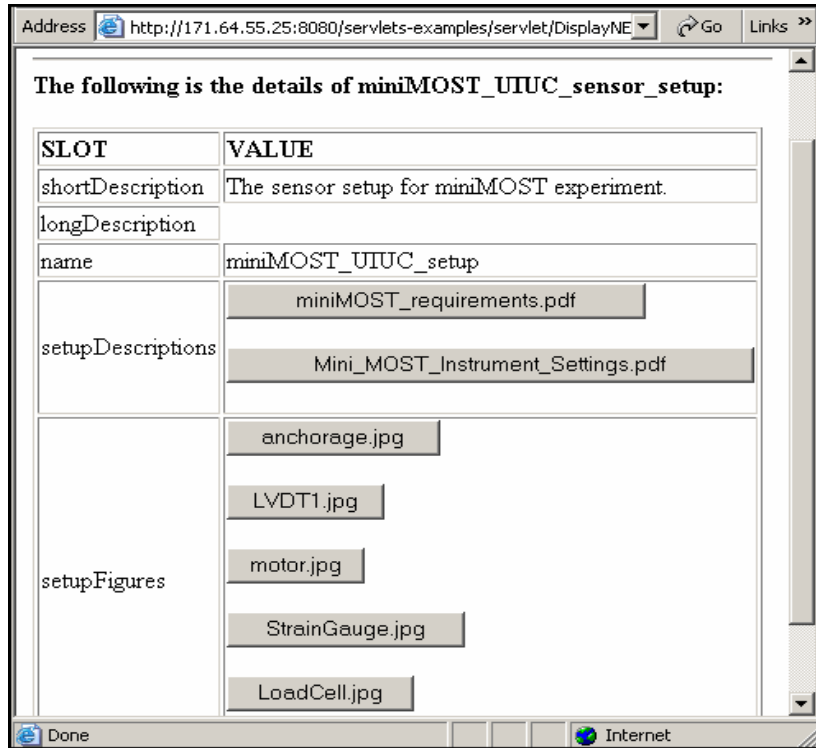 Address http://171.64.55.25:8080/servlets-examples/servlet/DisplayNE Go Links »
The following is the details of miniMOST_UIUC_sensor_setup:
SLOT VALUE
shortDescription The sensor setup for miniMOST experiment.
longDescription
name miniMOST_UIUC_setup
miniMOST_requirements.pdf
setupDescriptions
Mini_MOST_Instrument_Settings.pdf
anchorage.jpg
LVDT1.jpg
motor.jpg
setupFigures
StrainGauge.jpg
LoadCell.jpg
Done Internet